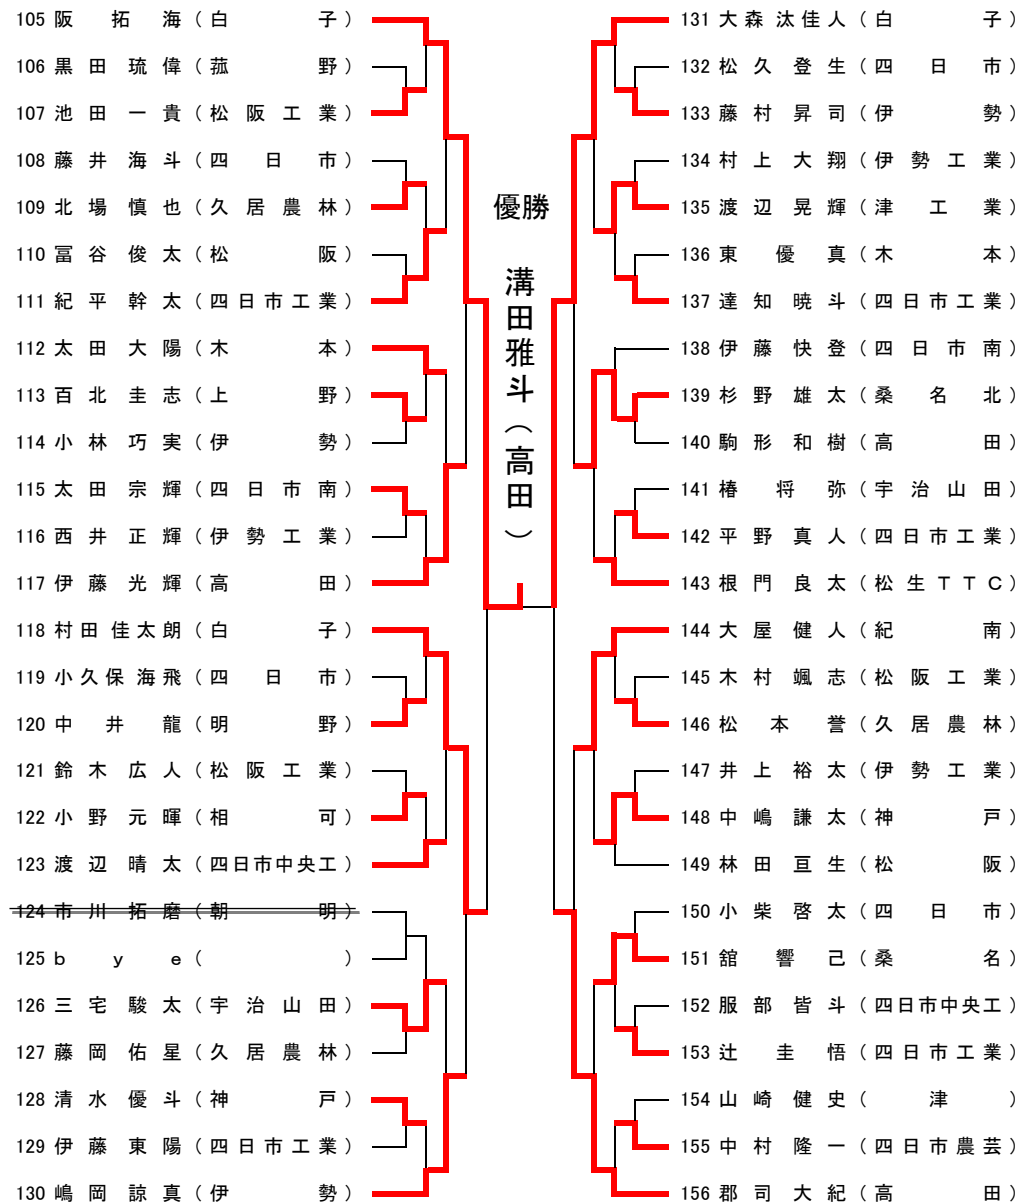 105 阪 拓 海 ( 白 子 )
106 黒 田 琉 偉 ( 菰 野 )
107 池 田 一 貴 ( 松 阪 工 業 )
108 藤 井 海 斗 ( 四 日 市 )
109 北 場 慎 也 ( 久 居 農 林 )
110 冨 谷 俊 太 ( 松 阪 )
111 紀 平 幹 太 ( 四日市工業 )
112 太 田 大 陽 ( 木 本 )
113 百 北 圭 志 ( 上 野 )
114 小 林 巧 実 ( 伊 勢 )
115 太 田 宗 輝 ( 四 日 市 南 )
116 西 井 正 輝 ( 伊 勢 工 業 )
117 伊 藤 光 輝 ( 高 田 )
118 村田 佳太朗 ( 白 子 )
119 小久保 海飛 ( 四 日 市 )
120 中 井 龍 ( 明 野 )
121 鈴 木 広 人 ( 松 阪 工 業 )
122 小 野 元 暉 ( 相 可 )
123 渡 辺 晴 太 ( 四日市中央工 )
124 市 川 拓 磨 ( 朝 明 )
125 b y e ( )
126 三 宅 駿 太 ( 宇 治 山 田 )
127 藤 岡 佑 星 ( 久 居 農 林 )
128 清 水 優 斗 ( 神 戸 )
129 伊 藤 東 陽 ( 四日市工業 )
130 嶋 岡 諒 真 ( 伊 勢 )
優勝
溝田雅斗（高田）
131 大森 汰佳人 ( 白 子 )
132 松 久 登 生 ( 四 日 市 )
133 藤 村 昇 司 ( 伊 勢 )
134 村 上 大 翔 ( 伊 勢 工 業 )
135 渡 辺 晃 輝 ( 津 工 業 )
136 東 優 真 ( 木 本 )
137 達 知 暁 斗 ( 四日市工業 )
138 伊 藤 快 登 ( 四 日 市 南 )
139 杉 野 雄 太 ( 桑 名 北 )
140 駒 形 和 樹 ( 高 田 )
141 椿 将 弥 ( 宇 治 山 田 )
142 平 野 真 人 ( 四日市工業 )
143 根 門 良 太 ( 松生ＴＴＣ )
144 大 屋 健 人 ( 紀 南 )
145 木 村 颯 志 ( 松 阪 工 業 )
146 松 本 誉 ( 久 居 農 林 )
147 井 上 裕 太 ( 伊 勢 工 業 )
148 中 嶋 謙 太 ( 神 戸 )
149 林 田 亘 生 ( 松 阪 )
150 小 柴 啓 太 ( 四 日 市 )
151 舘 響 己 ( 桑 名 )
152 服 部 皆 斗 ( 四日市中央工 )
153 辻 圭 悟 ( 四日市工業 )
154 山 崎 健 史 ( 津 )
155 中 村 隆 一 ( 四日市農芸 )
156 郡 司 大 紀 ( 高 田 )